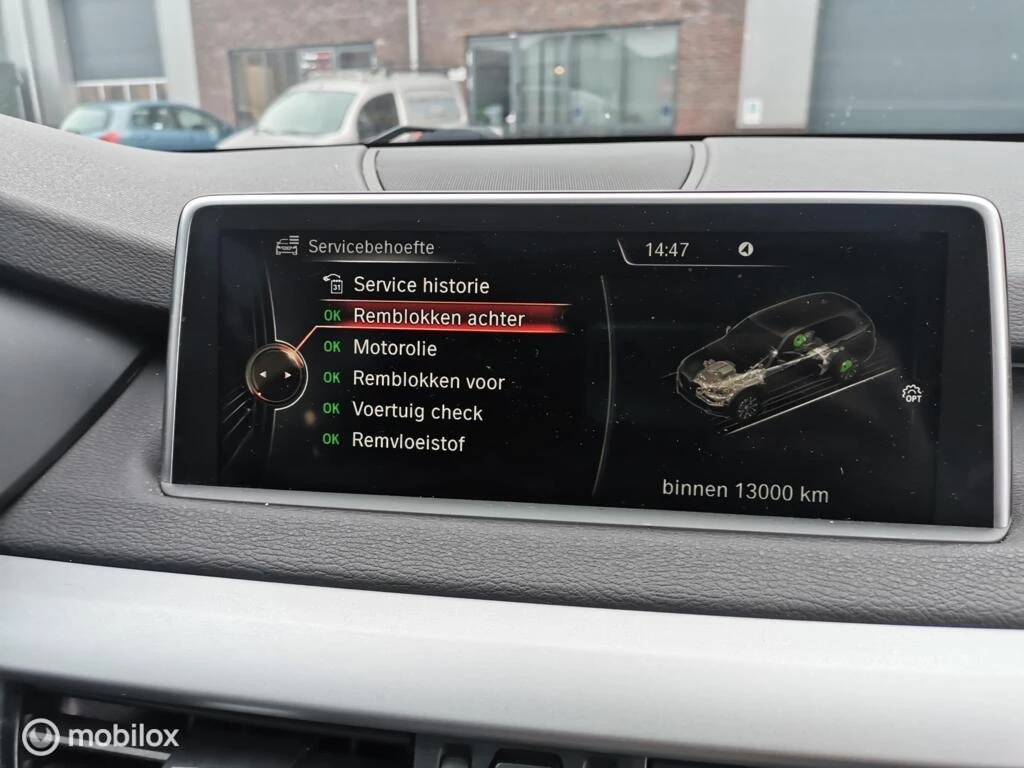 Servicebehoefte
14:47
31
Service historie
OK Remblokken achter
OK Motorolie
OK Remblokken voor
OK Voertuig check
OK Remvloeistof
OPT
binnen 13000 km
mobilox